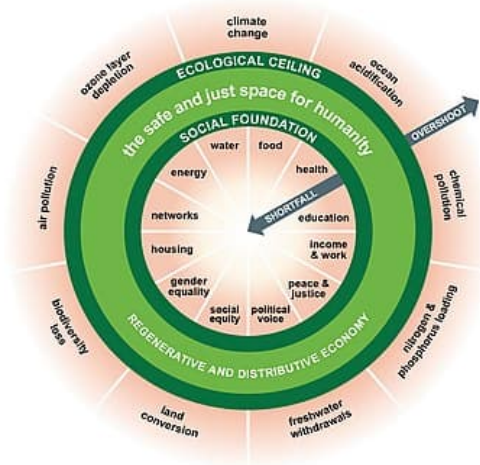 climate
change
ozone layer
depletion
ocean
acidification
ECOLOGICAL CEILING
the safe and just space for humanity
OVERSHOOT
SOCIAL FOUNDATION
water
food
energy
health
SHORTFALL
air pollution
chemical
pollution
networks
education
housing
income
& work
gender
equality
peace &
justice
social
equity
political
voice
biodiversity
loss
nitrogen &
phosphorus loading
REGENERATIVE AND DISTRIBUTIVE ECONOMY
land
conversion
freshwater
withdrawals